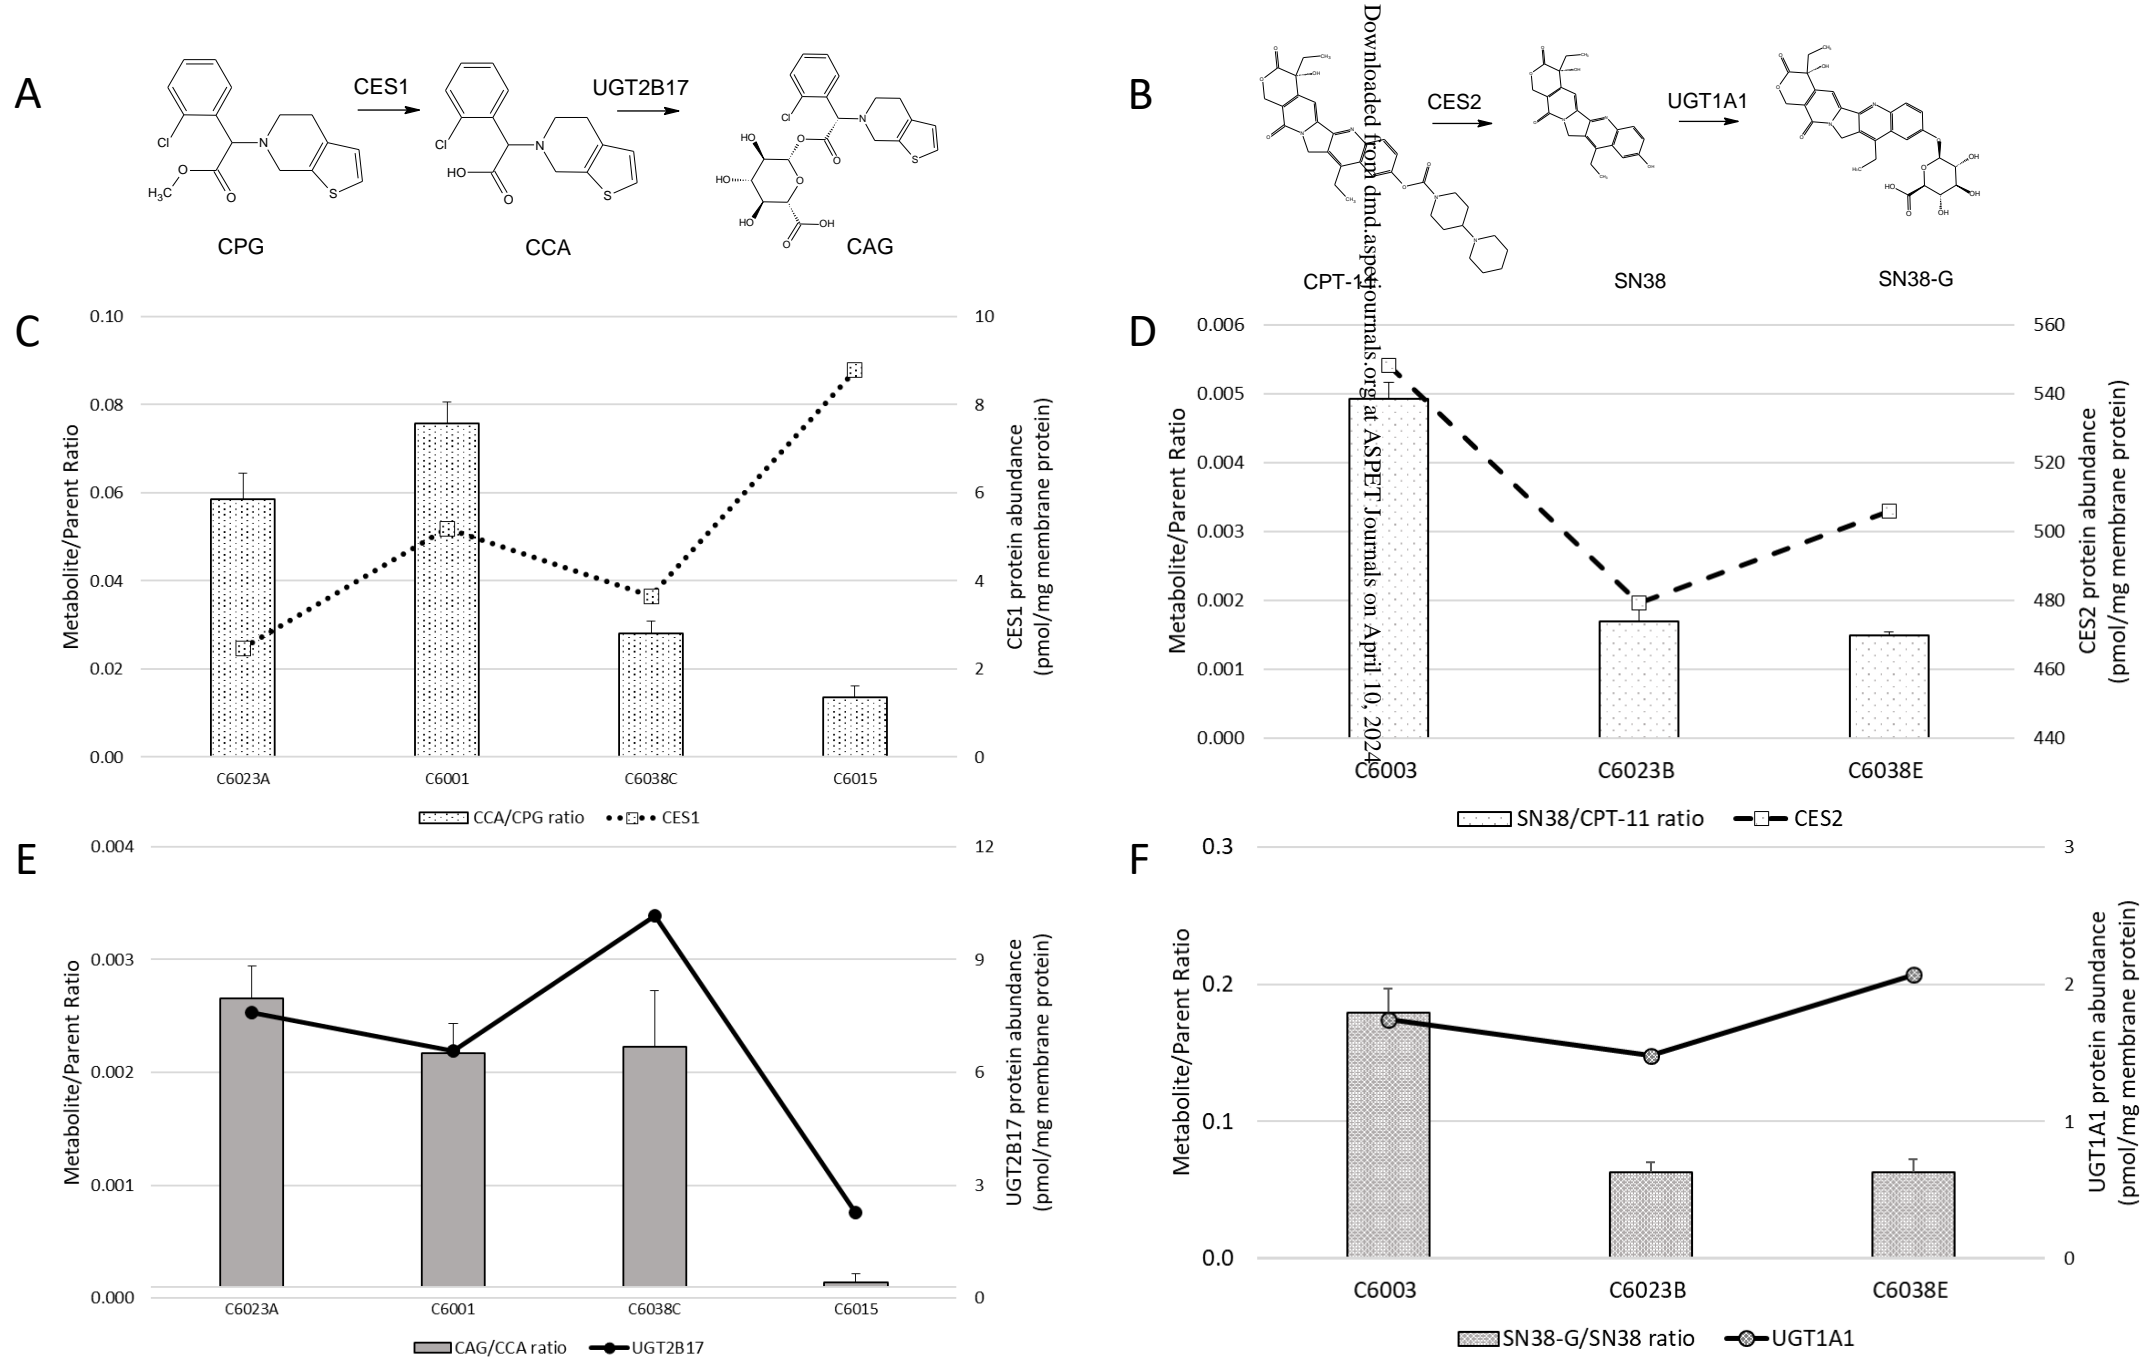 A
CES1
UGT2B17
Cl
N
O
O
H₃C
S
Cl
N
HO
O
S
Cl
N
O
O
S
HO
HO
HO
O
O
OH
CPG
CCA
CAG
B
CES2
UGT1A1
CPT-11
SN38
SN38-G
Downloaded from dmd.aspetjournals.org at ASPET Journals on April 10, 2024
C
Metabolite/Parent Ratio
0.10
0.08
0.06
0.04
0.02
0.00
10
8
6
4
2
0
CES1 protein abundance
(pmol/mg membrane protein)
C6023A
C6001
C6038C
C6015
CCA/CPG ratio
CES1
D
Metabolite/Parent Ratio
0.006
0.005
0.004
0.003
0.002
0.001
0.000
560
540
520
500
480
460
440
CES2 protein abundance
(pmol/mg membrane protein)
C6003
C6023B
C6038E
SN38/CPT-11 ratio
CES2
E
Metabolite/Parent Ratio
0.004
0.003
0.002
0.001
0.000
12
9
6
3
0
UGT2B17 protein abundance
(pmol/mg membrane protein)
C6023A
C6001
C6038C
C6015
CAG/CCA ratio
UGT2B17
F
Metabolite/Parent Ratio
0.3
0.2
0.1
0.0
3
2
1
0
UGT1A1 protein abundance
(pmol/mg membrane protein)
C6003
C6023B
C6038E
SN38-G/SN38 ratio
UGT1A1